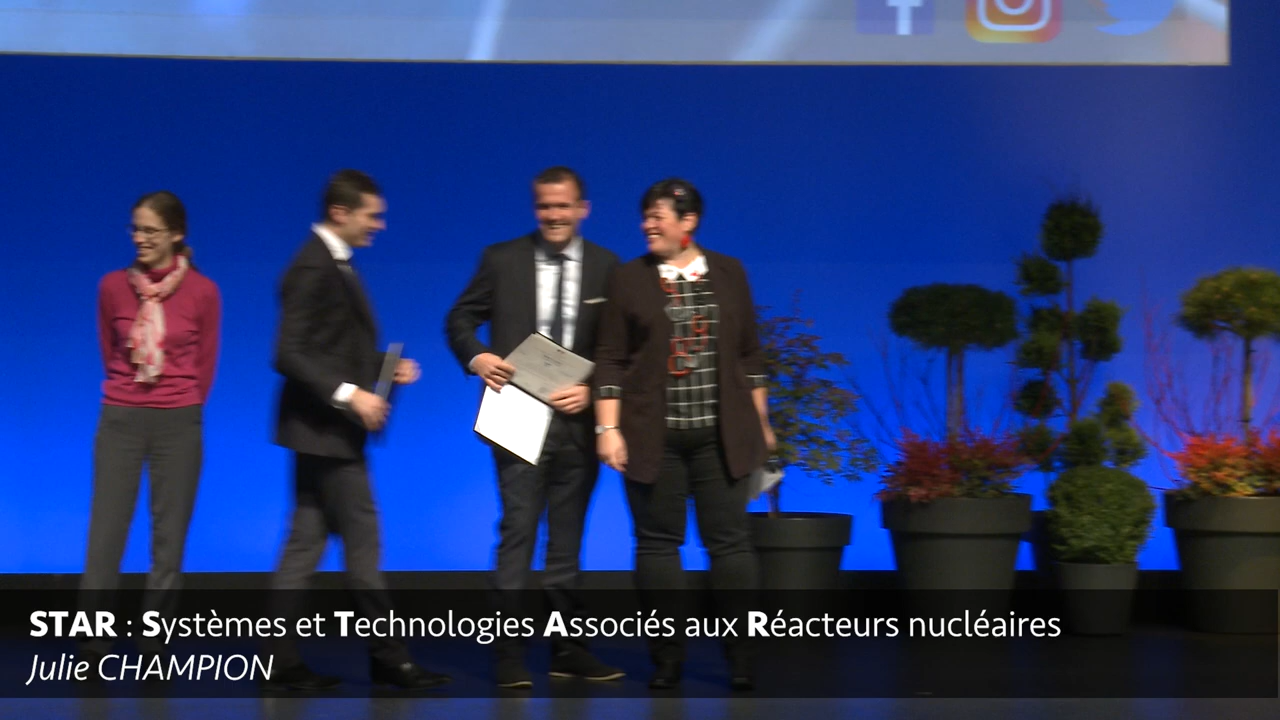 STAR : Systèmes et Technologies Associés aux Réacteurs nucléaires
Julie CHAMPION